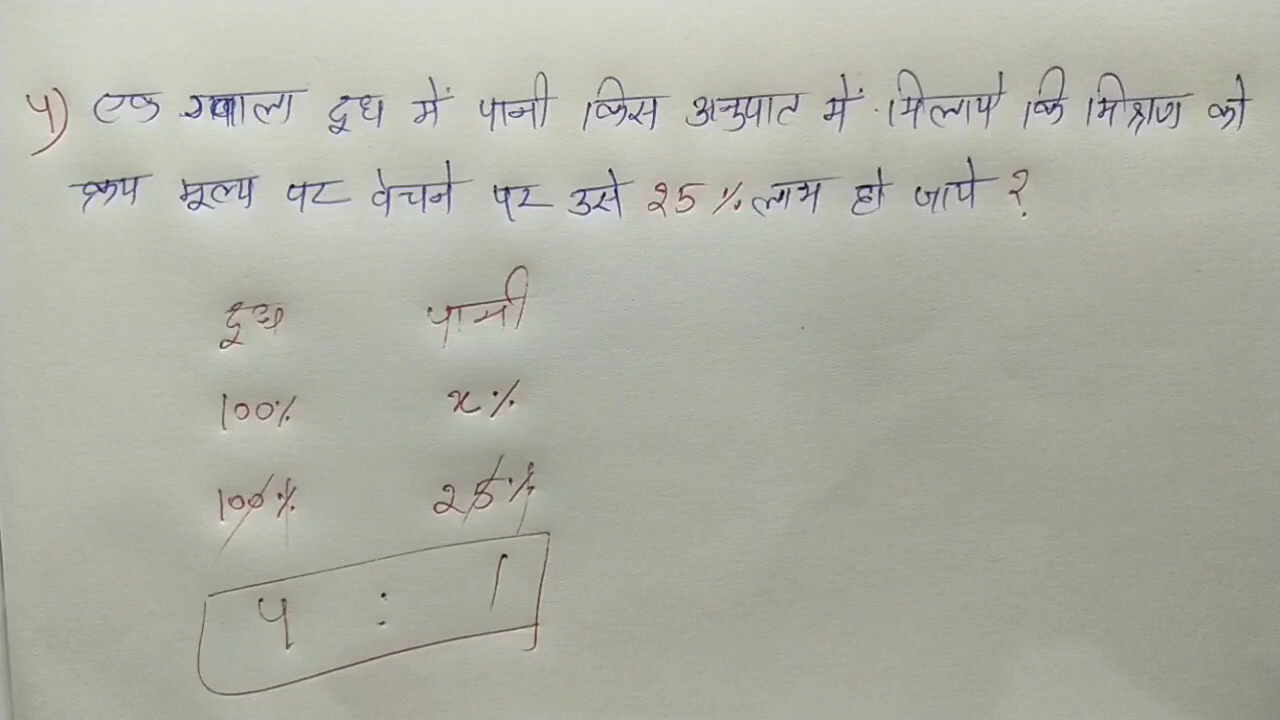 4) एक ग्वाला दूध में पानी किस अनुपात में मिलाये कि मिश्रण को
क्रय मूल्य पर बेचने पर उसे 25% लाभ हो जाये ?
दूध पानी
100% x%
100% 25%
4 : 1